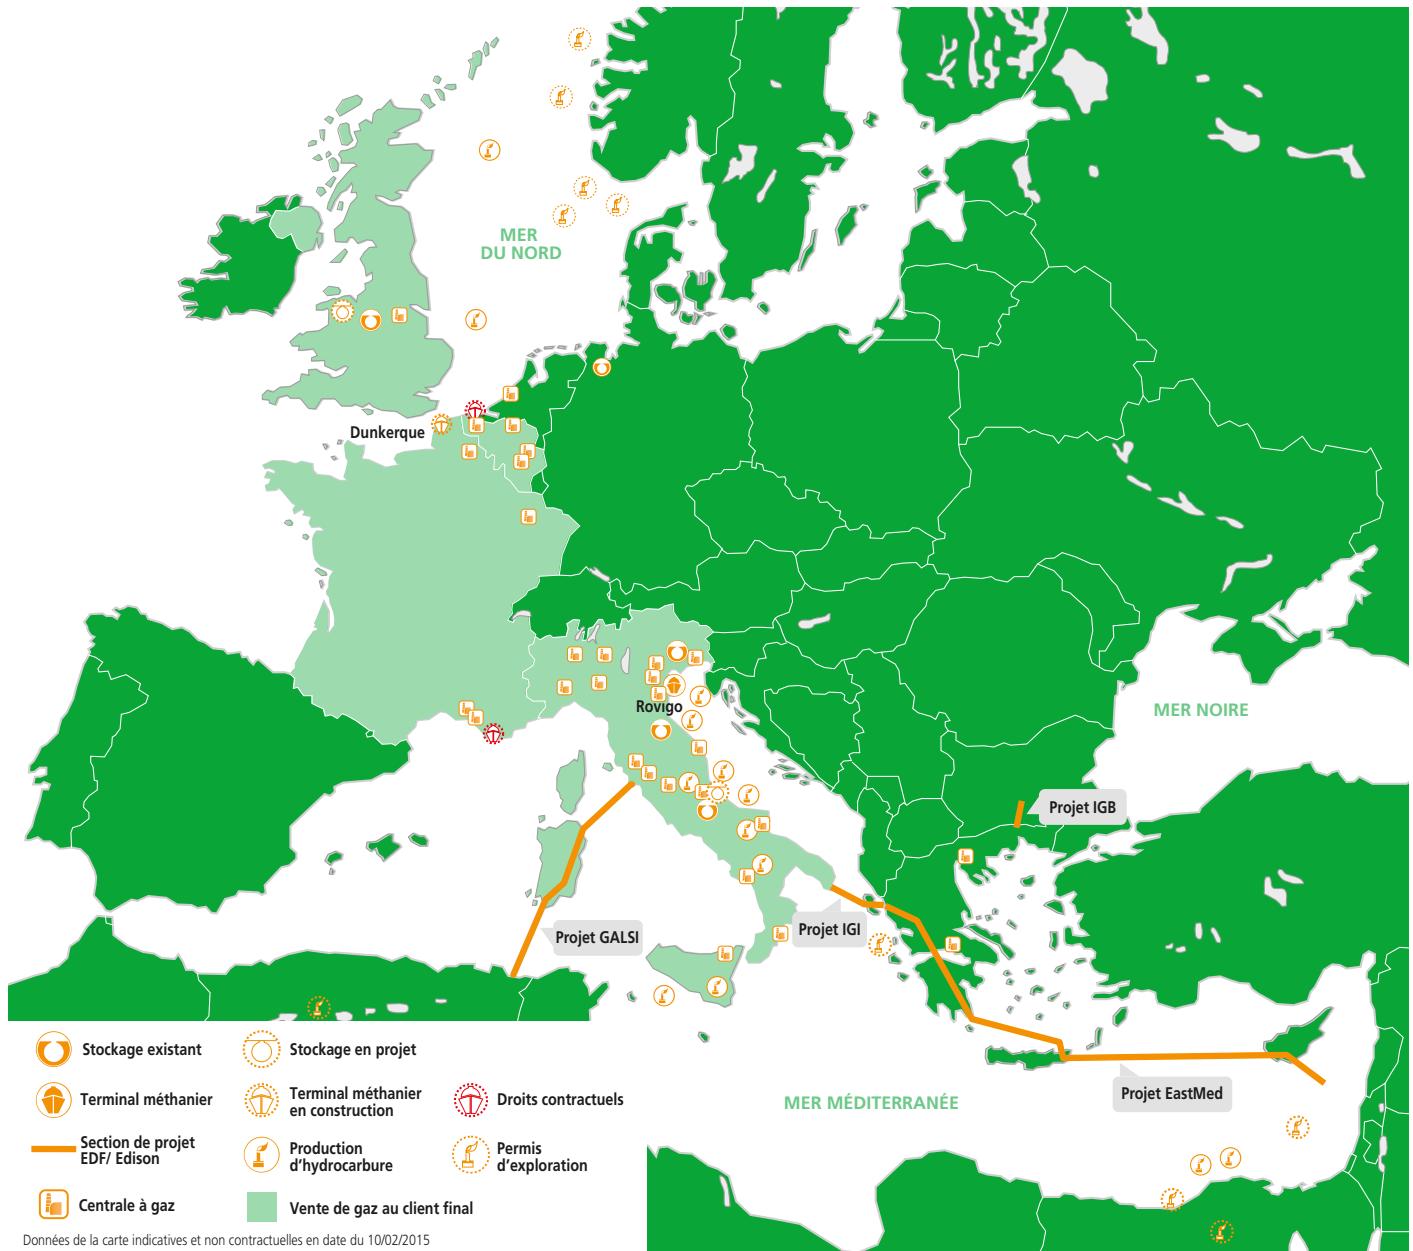 MER
DU NORD
Dunkerque
Rovigo
MER NOIRE
Projet IGB
Projet IGI
Projet GALSI
Projet EastMed
MER MÉDITERRANÉE
Stockage existant
Stockage en projet
Terminal méthanier
Terminal méthanier
en construction
Droits contractuels
Section de projet
EDF/ Edison
Production
d'hydrocarbure
Permis
d'exploration
Centrale à gaz
Vente de gaz au client final
Données de la carte indicatives et non contractuelles en date du 10/02/2015